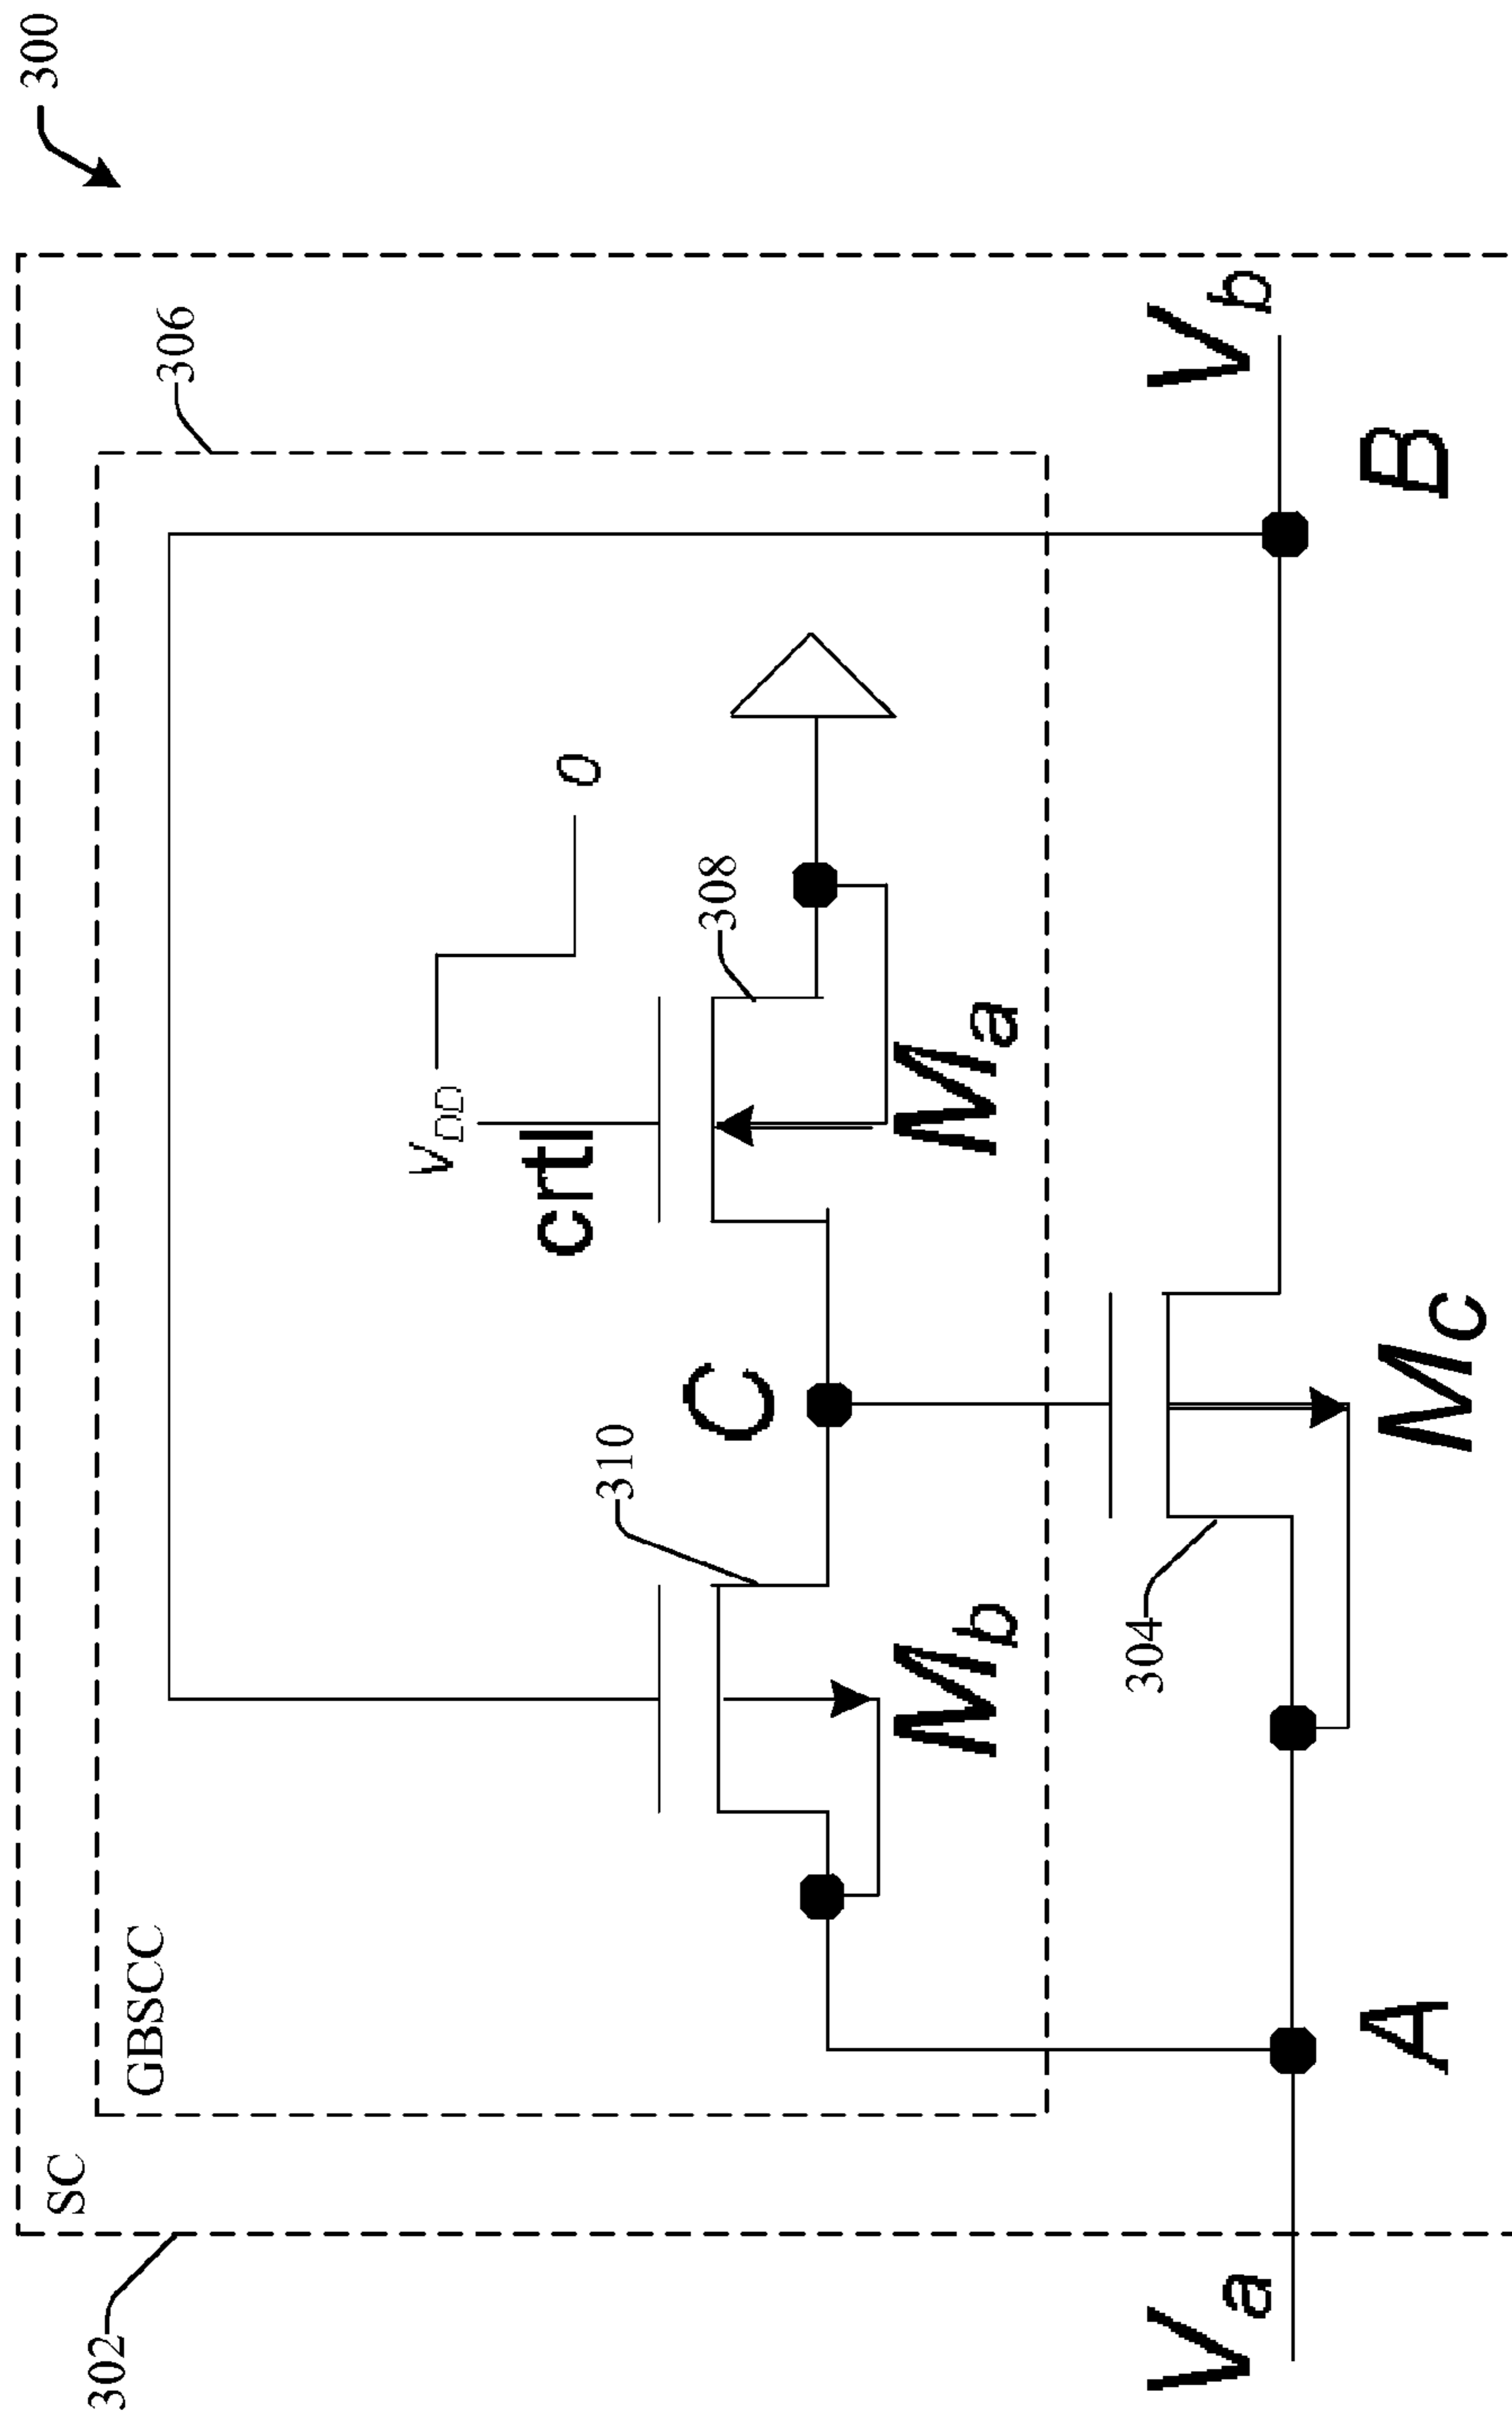 300
302
SC
GBSCC
306
V_DD
0
crtl
308
310
C
M_b
M_a
304
V_a
V_b
A
M_c
B